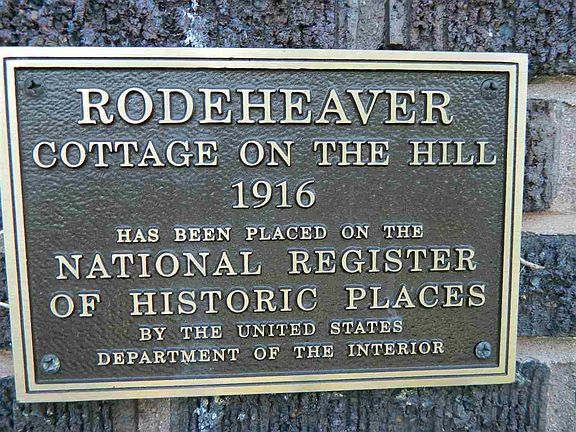 RODEHEAVER
COTTAGE ON THE HILL
1916
HAS BEEN PLACED ON THE
NATIONAL REGISTER
OF HISTORIC PLACES
BY THE UNITED STATES
DEPARTMENT OF THE INTERIOR